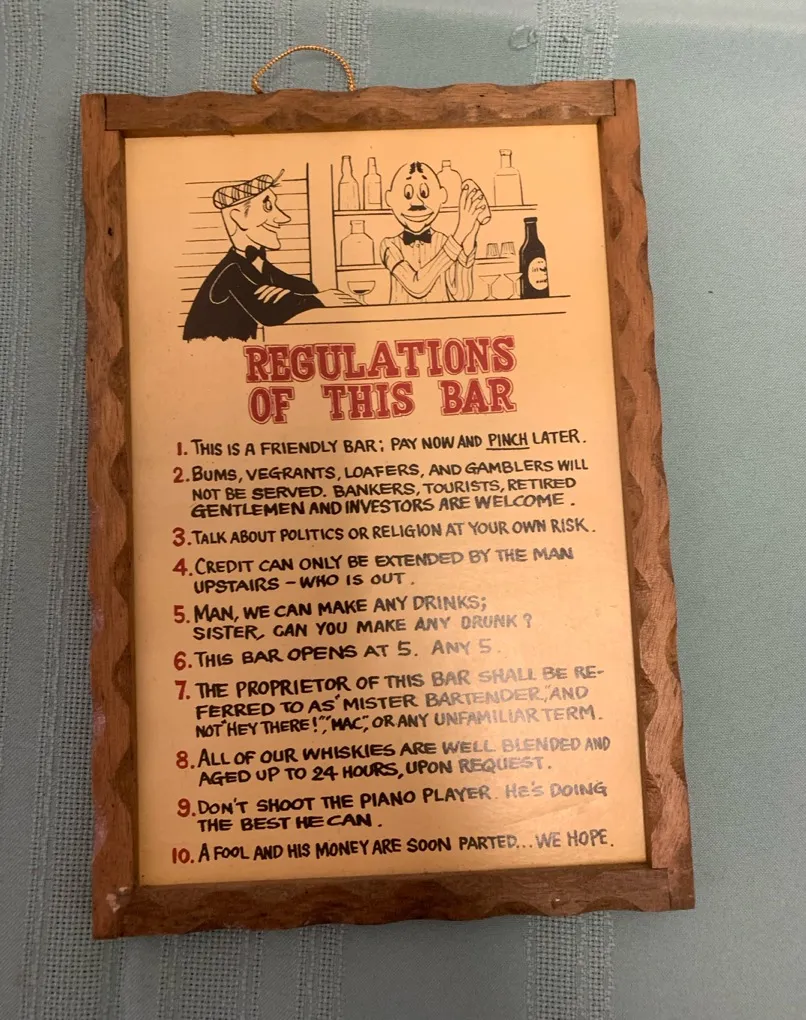 REGULATIONS
OF THIS BAR
1. THIS IS A FRIENDLY BAR; PAY NOW AND PINCH LATER.
2. BUMS, VEGRANTS, LOAFERS, AND GAMBLERS WILL
NOT BE SERVED. BANKERS, TOURISTS, RETIRED
GENTLEMEN AND INVESTORS ARE WELCOME.
3. TALK ABOUT POLITICS OR RELIGION AT YOUR OWN RISK.
4. CREDIT CAN ONLY BE EXTENDED BY THE MAN
UPSTAIRS - WHO IS OUT.
5. MAN, WE CAN MAKE ANY DRINKS;
SISTER, CAN YOU MAKE ANY DRUNK?
6. THIS BAR OPENS AT 5. ANY 5.
7. THE PROPRIETOR OF THIS BAR SHALL BE RE-
FERRED TO AS "MISTER BARTENDER," AND
NOT "HEY THERE!", "MAC", OR ANY UNFAMILIAR TERM.
8. ALL OF OUR WHISKIES ARE WELL BLENDED AND
AGED UP TO 24 HOURS, UPON REQUEST.
9. DON'T SHOOT THE PIANO PLAYER. HE'S DOING
THE BEST HE CAN.
10. A FOOL AND HIS MONEY ARE SOON PARTED... WE HOPE.